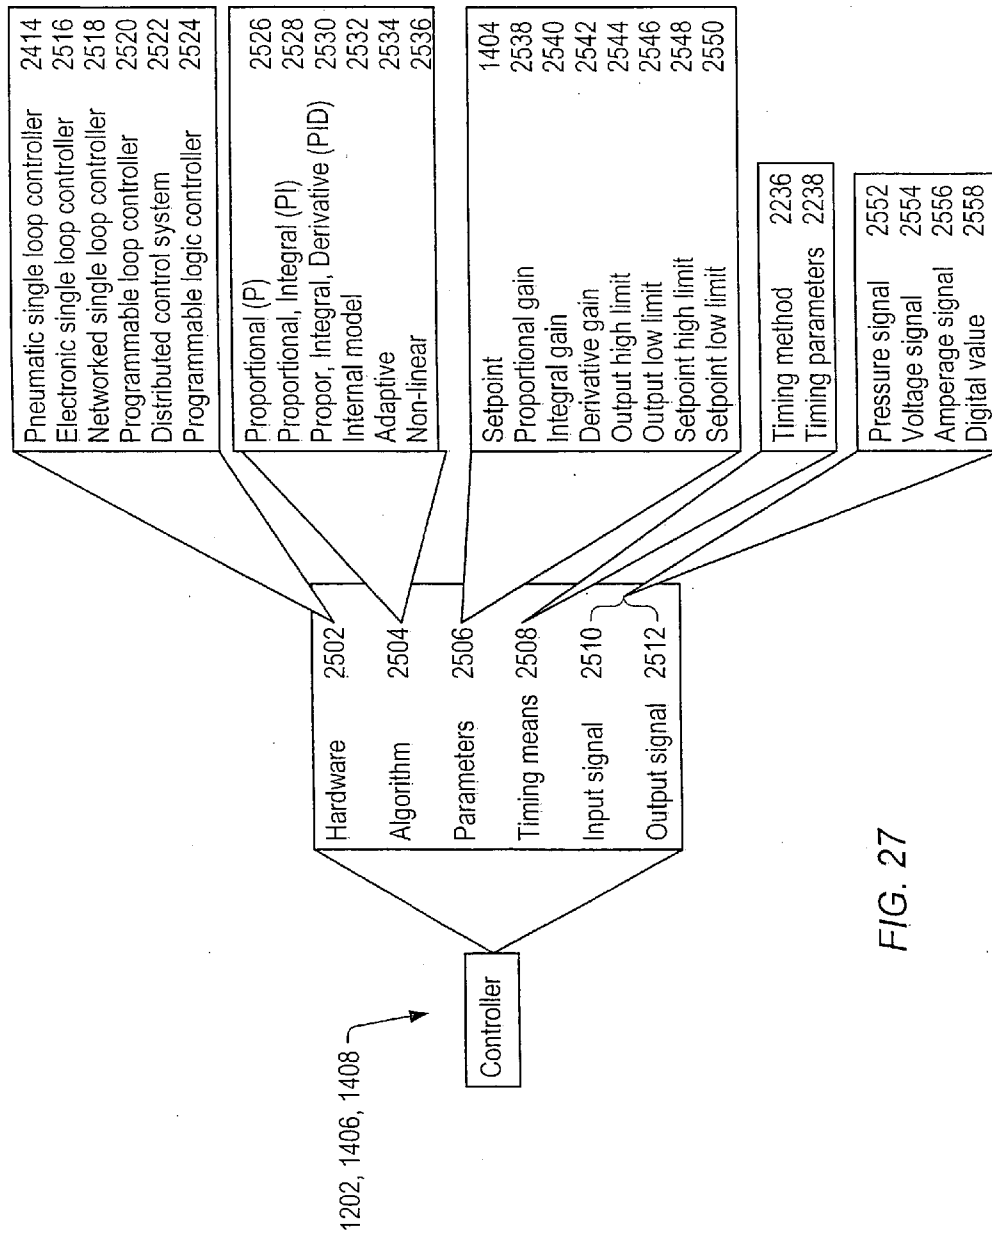 1202, 1406, 1408
Controller
Hardware 2502
Algorithm 2504
Parameters 2506
Timing means 2508
Input signal 2510
Output signal 2512
Pneumatic single loop controller 2414
Electronic single loop controller 2516
Networked single loop controller 2518
Programmable loop controller 2520
Distributed control system 2522
Programmable logic controller 2524
Proportional (P) 2526
Proportional, Integral (PI) 2528
Propor, Integral, Derivative (PID) 2530
Internal model 2532
Adaptive 2534
Non-linear 2536
Setpoint 1404
Proportional gain 2538
Integral gain 2540
Derivative gain 2542
Output high limit 2544
Output low limit 2546
Setpoint high limit 2548
Setpoint low limit 2550
Timing method 2236
Timing parameters 2238
Pressure signal 2552
Voltage signal 2554
Amperage signal 2556
Digital value 2558
FIG. 27